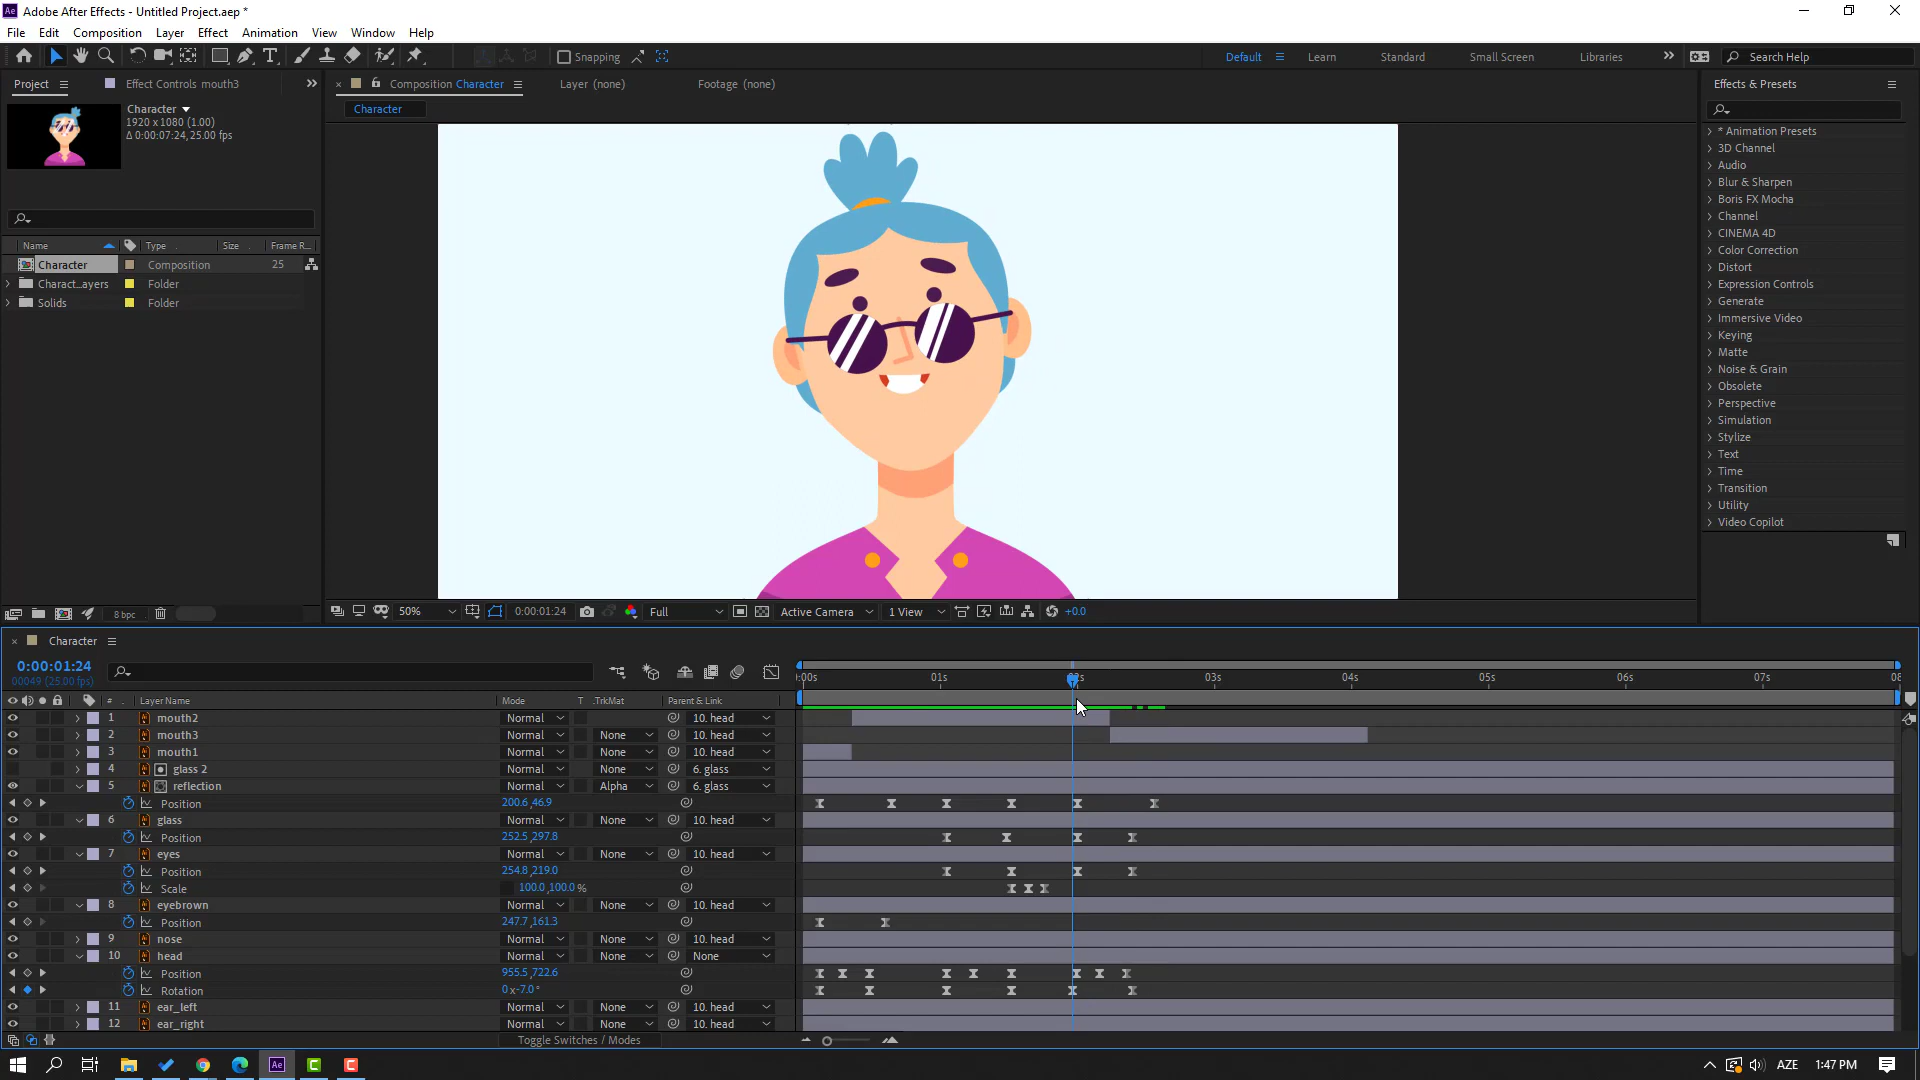 Adobe After Effects - Untitled Project.aep *
File Edit Composition Layer Effect Animation View Window Help
Snapping Default Learn Standard Small Screen Libraries Search Help
Project Effect Controls mouth3 Composition Character Layer (none) Footage (none) Effects & Presets
Character
Character
1920 x 1080 (1.00)
Δ 0:00:07:24, 25.00 fps
Name Type Size Frame R...
Character Composition 25
Charact...ayers Folder
Solids Folder
8 bpc
50% 0:00:01:24 Full Active Camera 1 View +0.0
* Animation Presets
3D Channel
Audio
Blur & Sharpen
Boris FX Mocha
Channel
CINEMA 4D
Color Correction
Distort
Expression Controls
Generate
Immersive Video
Keying
Matte
Noise & Grain
Obsolete
Perspective
Simulation
Stylize
Text
Time
Transition
Utility
Video Copilot
Character
0:00:01:24
00049 (25.00 fps)
:00s 01s 02s 03s 04s 05s 06s 07s 08
# Layer Name Mode T .TrkMat Parent & Link
1 mouth2 Normal 10. head
2 mouth3 Normal None 10. head
3 mouth1 Normal None 10. head
4 glass 2 Normal None 6. glass
5 reflection Normal Alpha 6. glass
Position 200.6,46.9
6 glass Normal None 10. head
Position 252.5,297.8
7 eyes Normal None 10. head
Position 254.8,219.0
Scale 100.0,100.0 %
8 eyebrown Normal None 10. head
Position 247.7,161.3
9 nose Normal None 10. head
10 head Normal None None
Position 955.5,722.6
Rotation 0 x-7.0 °
11 ear_left Normal None 10. head
12 ear_right Normal None 10. head
Toggle Switches / Modes
AZE 1:47 PM